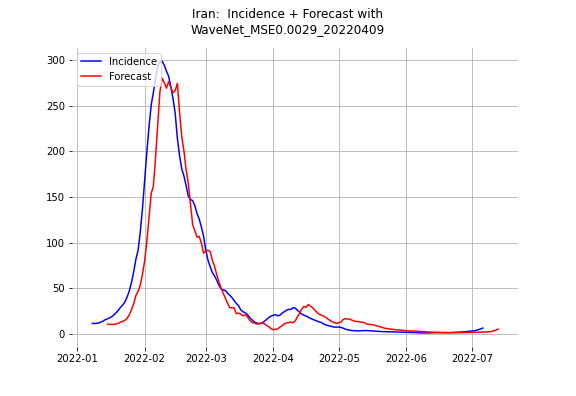 Iran:  Incidence + Forecast with
WaveNet_MSE0.0029_20220409
Incidence
Forecast
300
250
200
150
100
50
0
2022-01 2022-02 2022-03 2022-04 2022-05 2022-06 2022-07